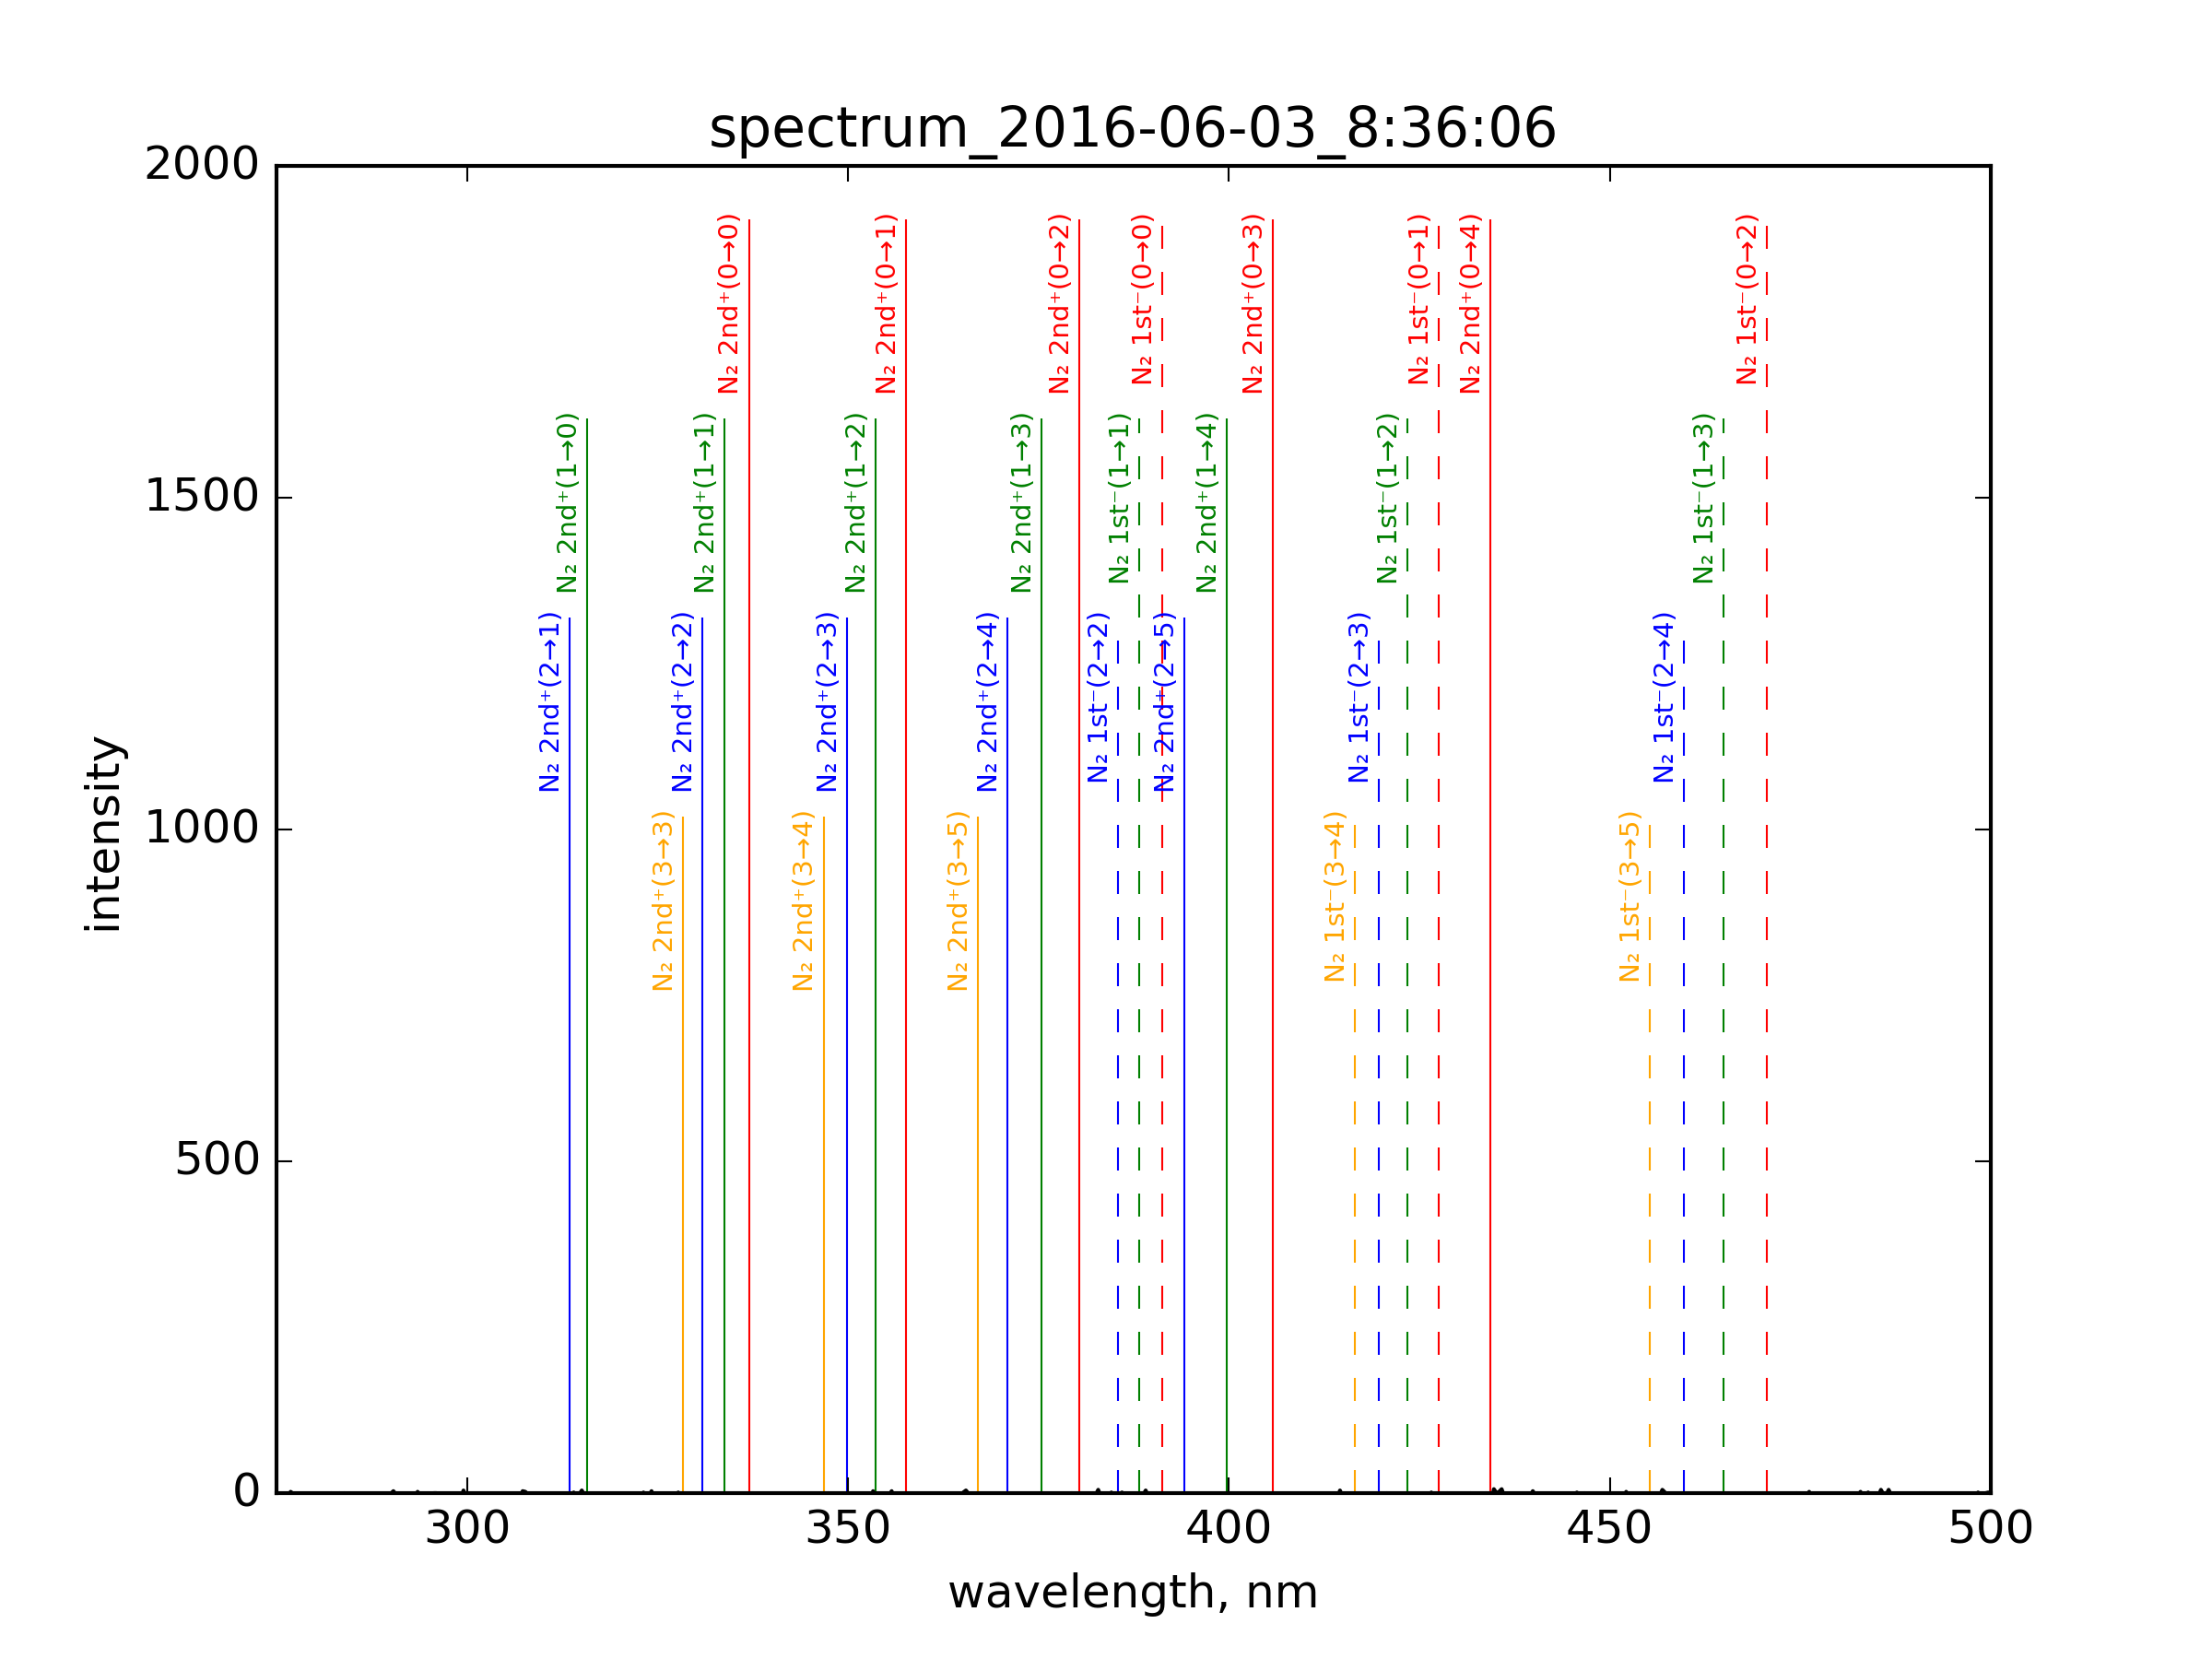 spectrum_2016-06-03_8:36:06
2000
1500
1000
500
0
intensity
N₂ 2nd⁺(0→0)
N₂ 2nd⁺(0→1)
N₂ 2nd⁺(0→2)
N₂ 1st⁻(0→0)
N₂ 2nd⁺(0→3)
N₂ 1st⁻(0→1)
N₂ 2nd⁺(0→4)
N₂ 1st⁻(0→2)
N₂ 2nd⁺(1→0)
N₂ 2nd⁺(1→1)
N₂ 2nd⁺(1→2)
N₂ 2nd⁺(1→3)
N₂ 1st⁻(1→1)
N₂ 2nd⁺(1→4)
N₂ 1st⁻(1→2)
N₂ 1st⁻(1→3)
N₂ 2nd⁺(2→1)
N₂ 2nd⁺(2→2)
N₂ 2nd⁺(2→3)
N₂ 2nd⁺(2→4)
N₂ 1st⁻(2→2)
N₂ 2nd⁺(2→5)
N₂ 1st⁻(2→3)
N₂ 1st⁻(2→4)
N₂ 2nd⁺(3→3)
N₂ 2nd⁺(3→4)
N₂ 2nd⁺(3→5)
N₂ 1st⁻(3→4)
N₂ 1st⁻(3→5)
300 350 400 450 500
wavelength, nm